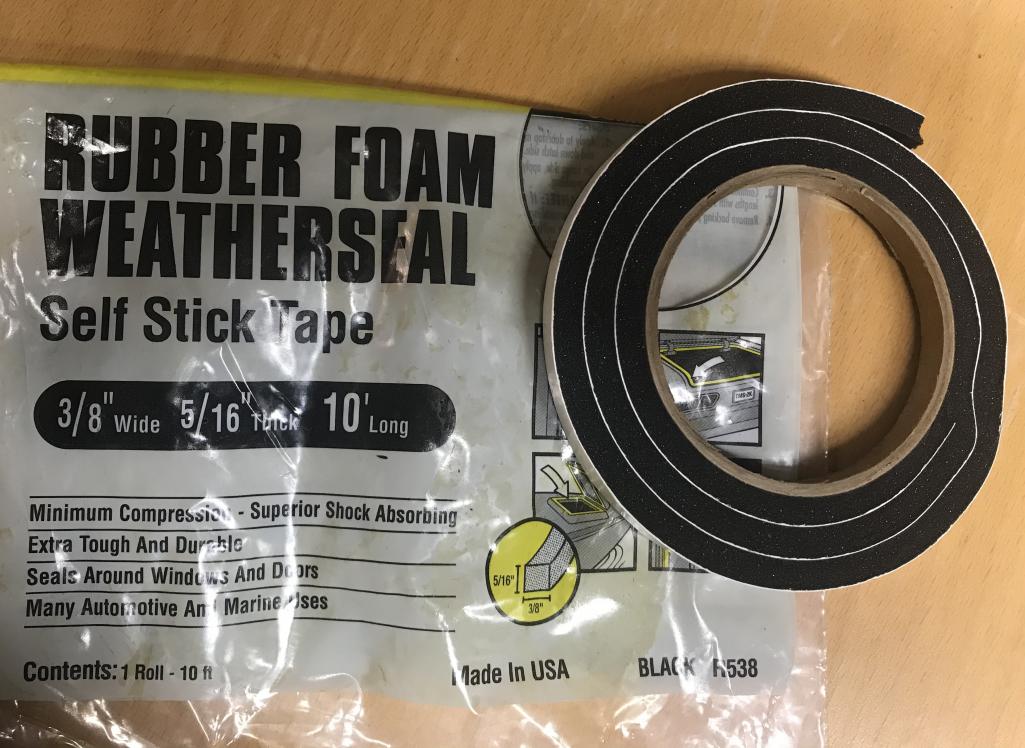 RUBBER FOAM
WEATHERSEAL
Self Stick Tape
3/8" Wide 5/16" Thick 10' Long
Minimum Compression - Superior Shock Absorbing
Extra Tough And Durable
Seals Around Windows And Doors
Many Automotive And Marine Uses
5/16"
3/8"
Contents: 1 Roll - 10 ft
Made In USA
BLACK R538